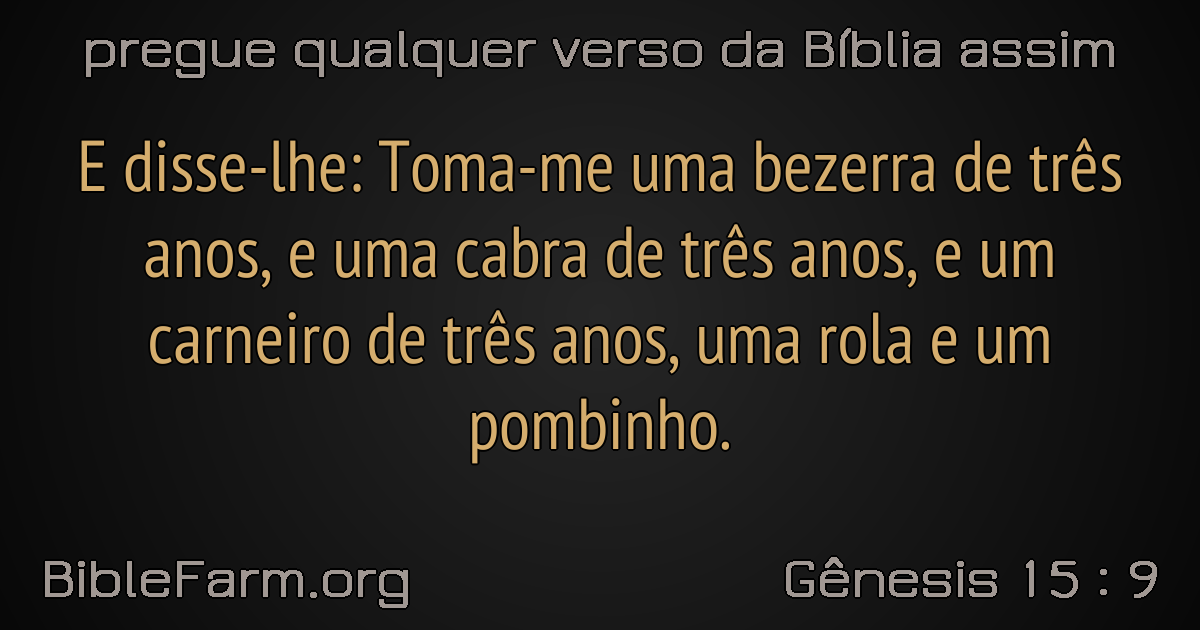 pregue qualquer verso da Bíblia assim
E disse-lhe: Toma-me uma bezerra de três
anos, e uma cabra de três anos, e um
carneiro de três anos, uma rola e um
pombinho.
BibleFarm.org
Gênesis 15 : 9